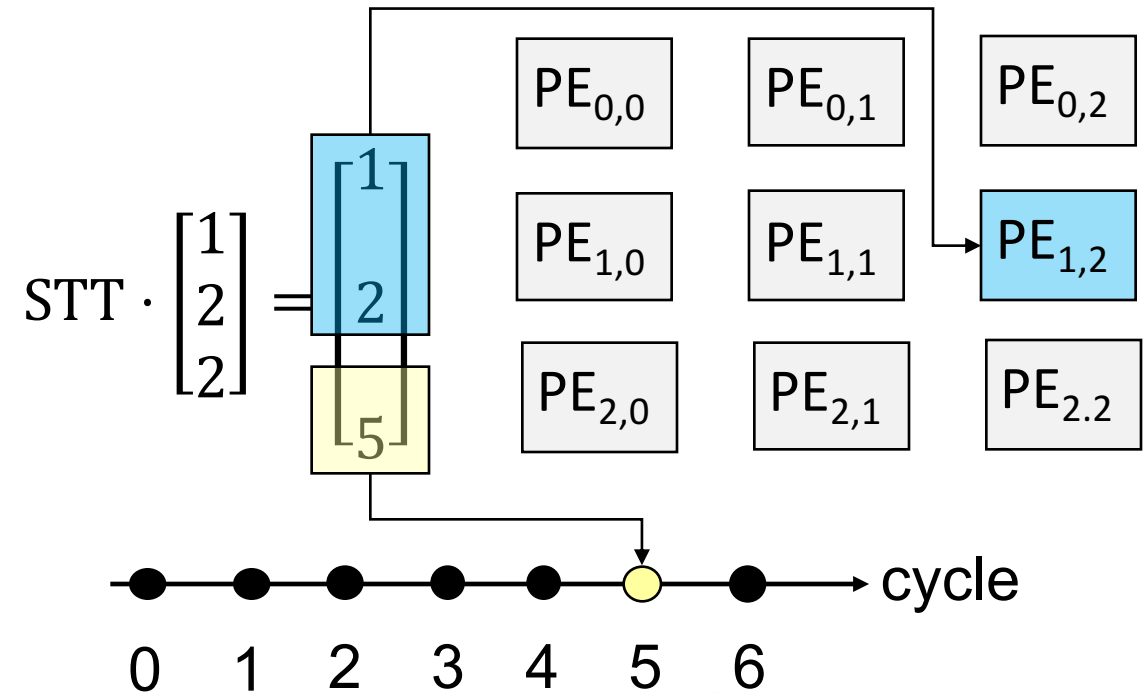 PE0,0 PE0,1 PE0,2
STT · [1 2 2] = [1 2 5]
PE1,0 PE1,1 PE1,2
PE2,0 PE2,1 PE2.2
cycle
0 1 2 3 4 5 6